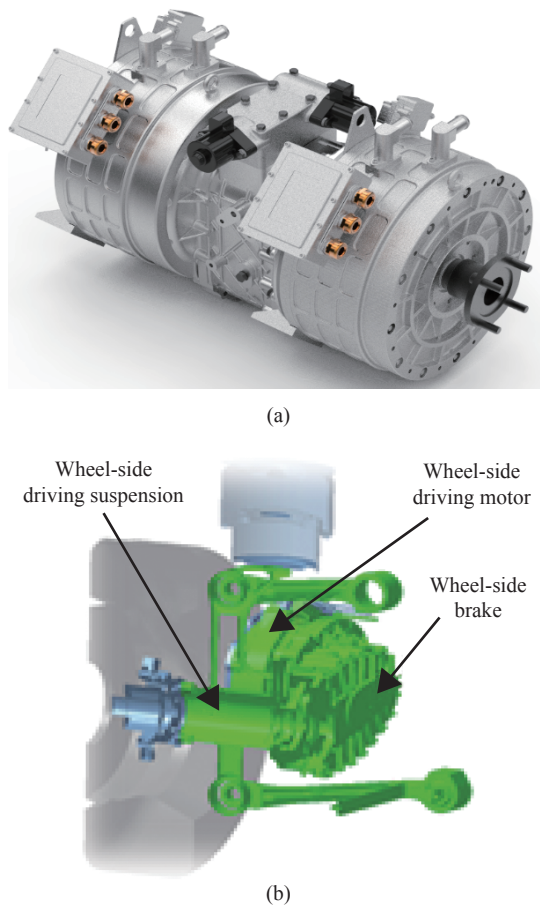 (a)
Wheel-side
driving suspension
Wheel-side
driving motor
Wheel-side
brake
(b)